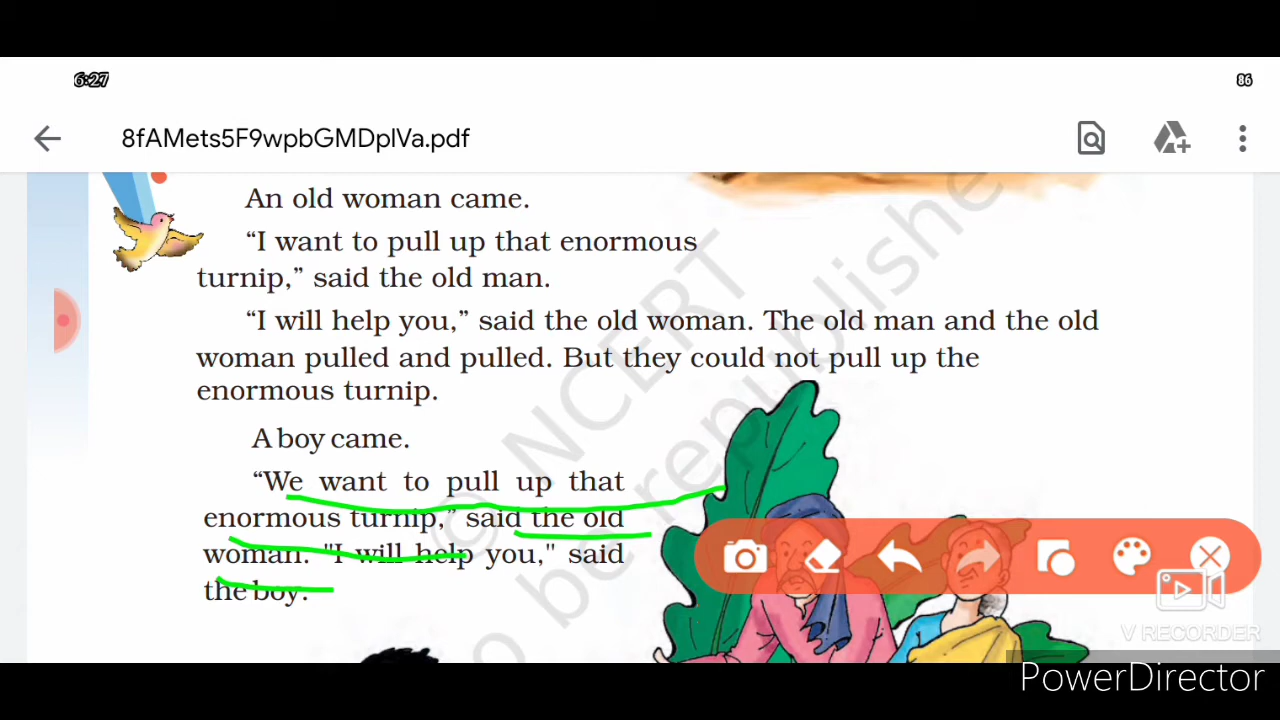 6:27
86
8fAMets5F9wpbGMDplVa.pdf
An old woman came.
“I want to pull up that enormous
turnip,” said the old man.
“I will help you,” said the old woman. The old man and the old
woman pulled and pulled. But they could not pull up the
enormous turnip.
A boy came.
“We want to pull up that
enormous turnip,” said the old
woman. "I will help you," said
the boy.
© NCERT
o be republishe
V RECORDER
PowerDirector